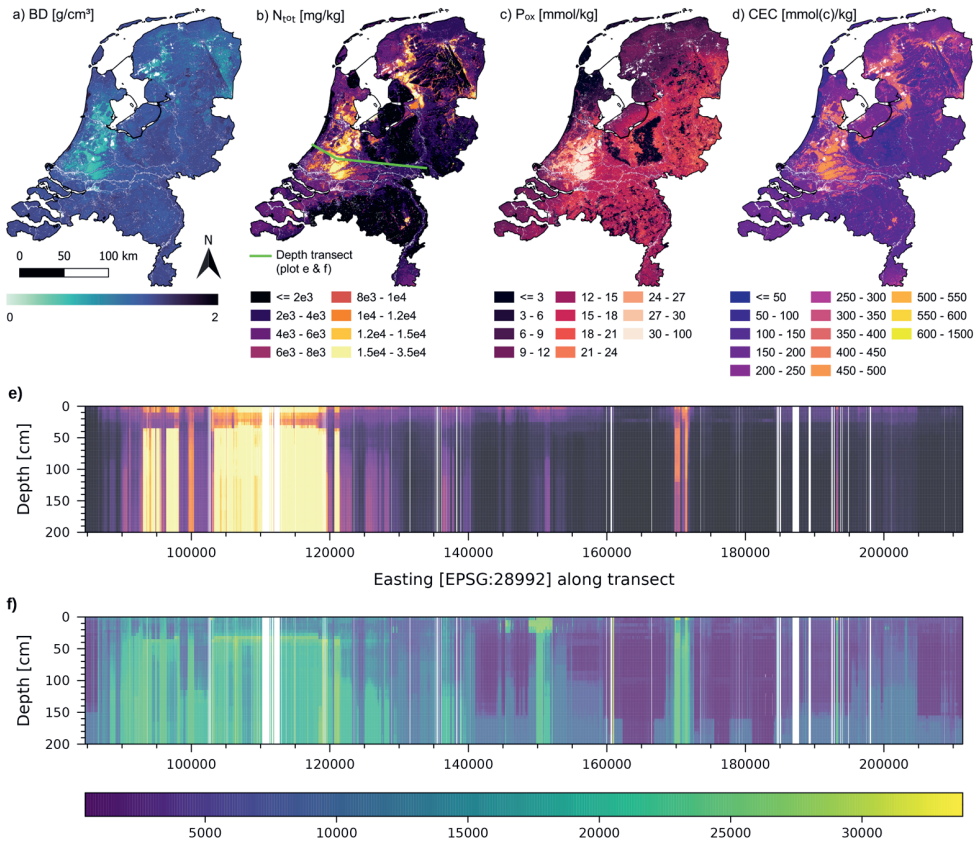 a) BD [g/cm³]
b) Nₜₒₜ [mg/kg]
c) Pₒₓ [mmol/kg]
d) CEC [mmol(c)/kg]
0 50 100 km
N
0 2
Depth transect
(plot e & f)
<= 2e3 8e3 - 1e4
2e3 - 4e3 1e4 - 1.2e4
4e3 - 6e3 1.2e4 - 1.5e4
6e3 - 8e3 1.5e4 - 3.5e4
<= 3 12 - 15 24 - 27
3 - 6 15 - 18 27 - 30
6 - 9 18 - 21 30 - 100
9 - 12 21 - 24
<= 50 250 - 300 500 - 550
50 - 100 300 - 350 550 - 600
100 - 150 350 - 400 600 - 1500
150 - 200 400 - 450
200 - 250 450 - 500
e)
Depth [cm]
0
50
100
150
200
100000 120000 140000 160000 180000 200000
Easting [EPSG:28992] along transect
f)
Depth [cm]
0
50
100
150
200
100000 120000 140000 160000 180000 200000
5000 10000 15000 20000 25000 30000